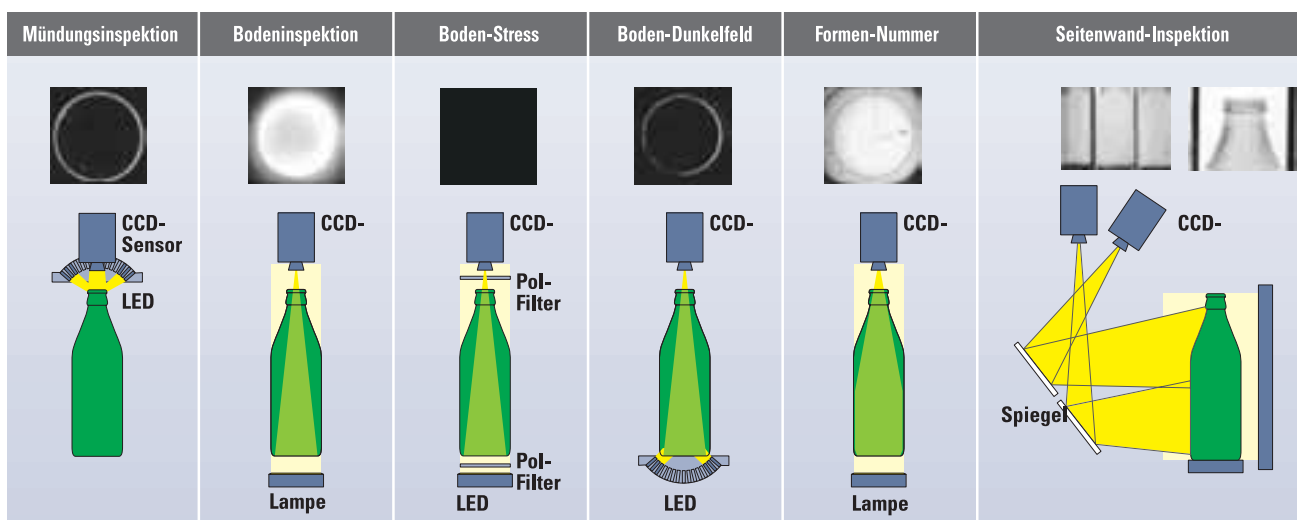 Mündungsinspektion
Bodeninspektion
Boden-Stress
Boden-Dunkelfeld
Formen-Nummer
Seitenwand-Inspektion
CCD-
Sensor
LED
CCD-
Lampe
CCD-
Pol-
Filter
Pol-
Filter
LED
CCD-
LED
CCD-
Lampe
CCD-
Spiegel